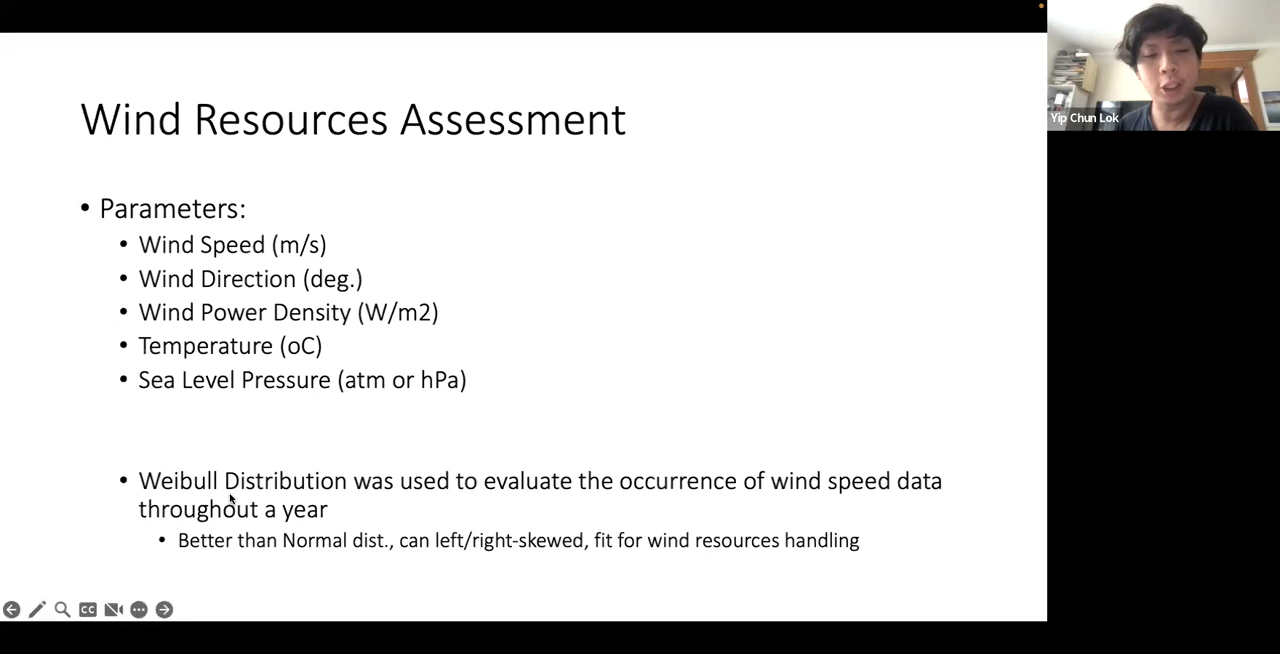 Wind Resources Assessment
Yip Chun Lok
• Parameters:
• Wind Speed (m/s)
• Wind Direction (deg.)
• Wind Power Density (W/m2)
• Temperature (oC)
• Sea Level Pressure (atm or hPa)
• Weibull Distribution was used to evaluate the occurrence of wind speed data
throughout a year
• Better than Normal dist., can left/right-skewed, fit for wind resources handling
CC